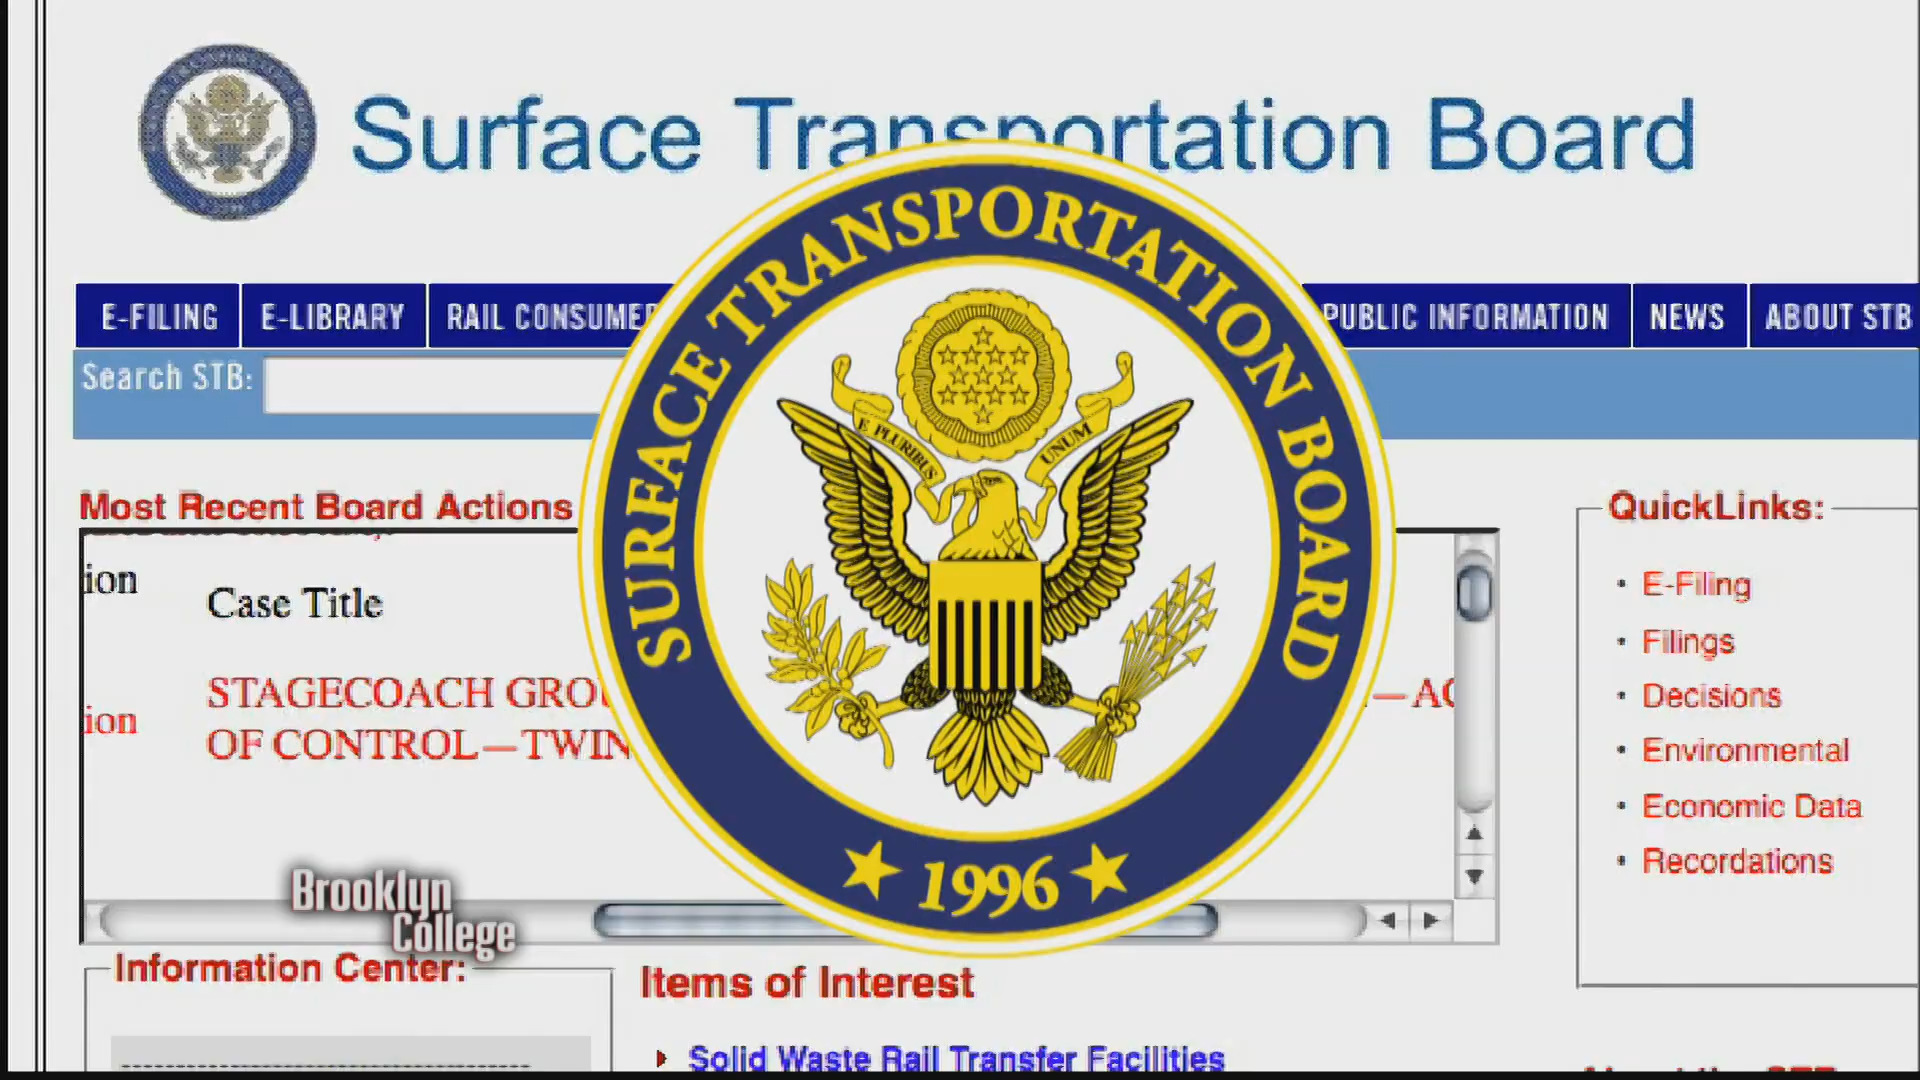 Surface Transportation Board
E-FILING
E-LIBRARY
RAIL CONSUMER
PUBLIC INFORMATION
NEWS
ABOUT STB
Search STB:
SURFACE TRANSPORTATION BOARD
E PLURIBUS UNUM
★ 1996 ★
Most Recent Board Actions
ion
Case Title
ion
STAGECOACH GROU
—AC
OF CONTROL—TWIN
QuickLinks:
• E-Filing
• Filings
• Decisions
• Environmental
• Economic Data
• Recordations
Brooklyn
College
Information Center:
Items of Interest
Solid Waste Rail Transfer Facilities